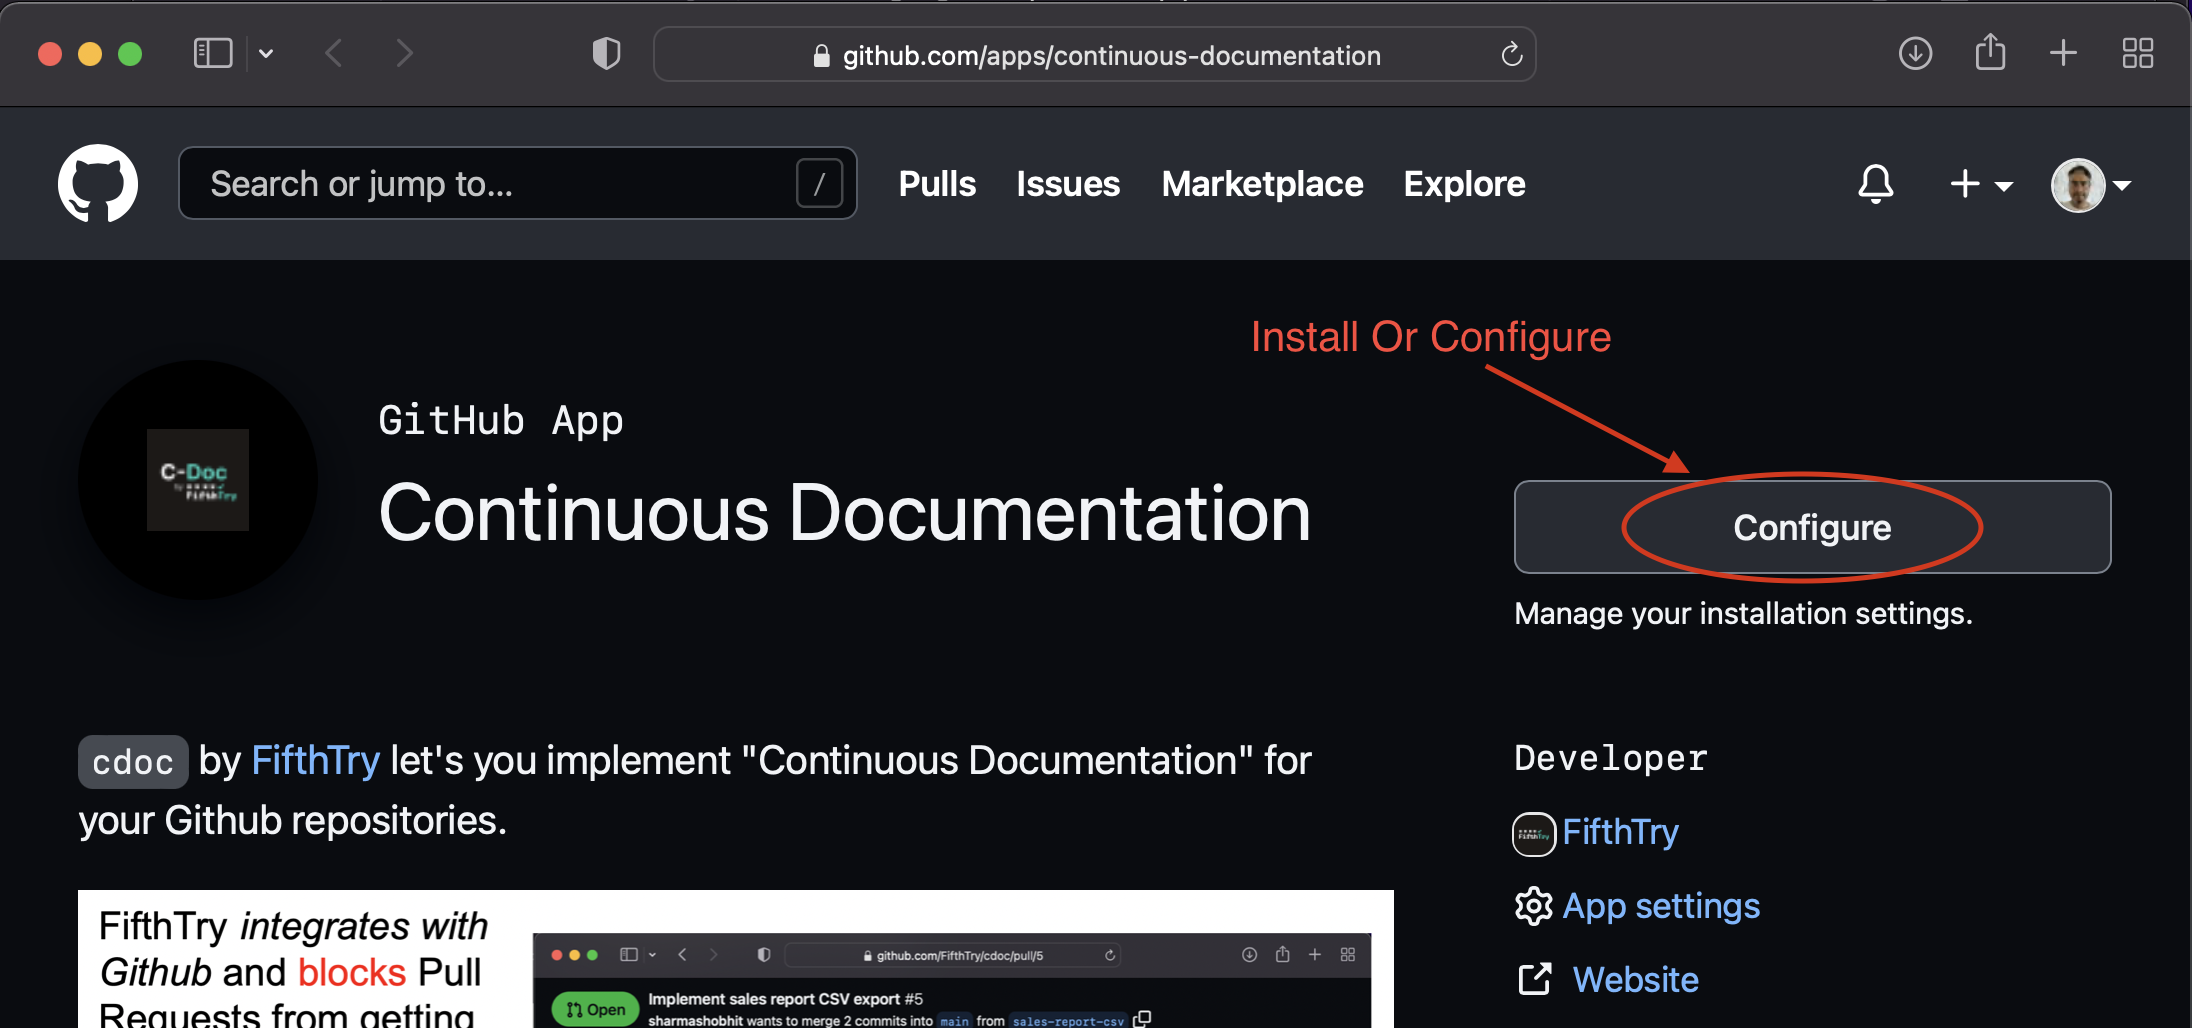 github.com/apps/continuous-documentation
Search or jump to...
/
Pulls
Issues
Marketplace
Explore
Install Or Configure
GitHub App
C-Doc
by
FifthTry
Continuous Documentation
Configure
Manage your installation settings.
cdoc by FifthTry let's you implement "Continuous Documentation" for
your Github repositories.
Developer
FifthTry
FifthTry
App settings
Website
FifthTry integrates with
Github and blocks Pull
Requests from getting
github.com/FifthTry/cdoc/pull/5
Open
Implement sales report CSV export #5
sharmashobhit wants to merge 2 commits into main from sales-report-csv